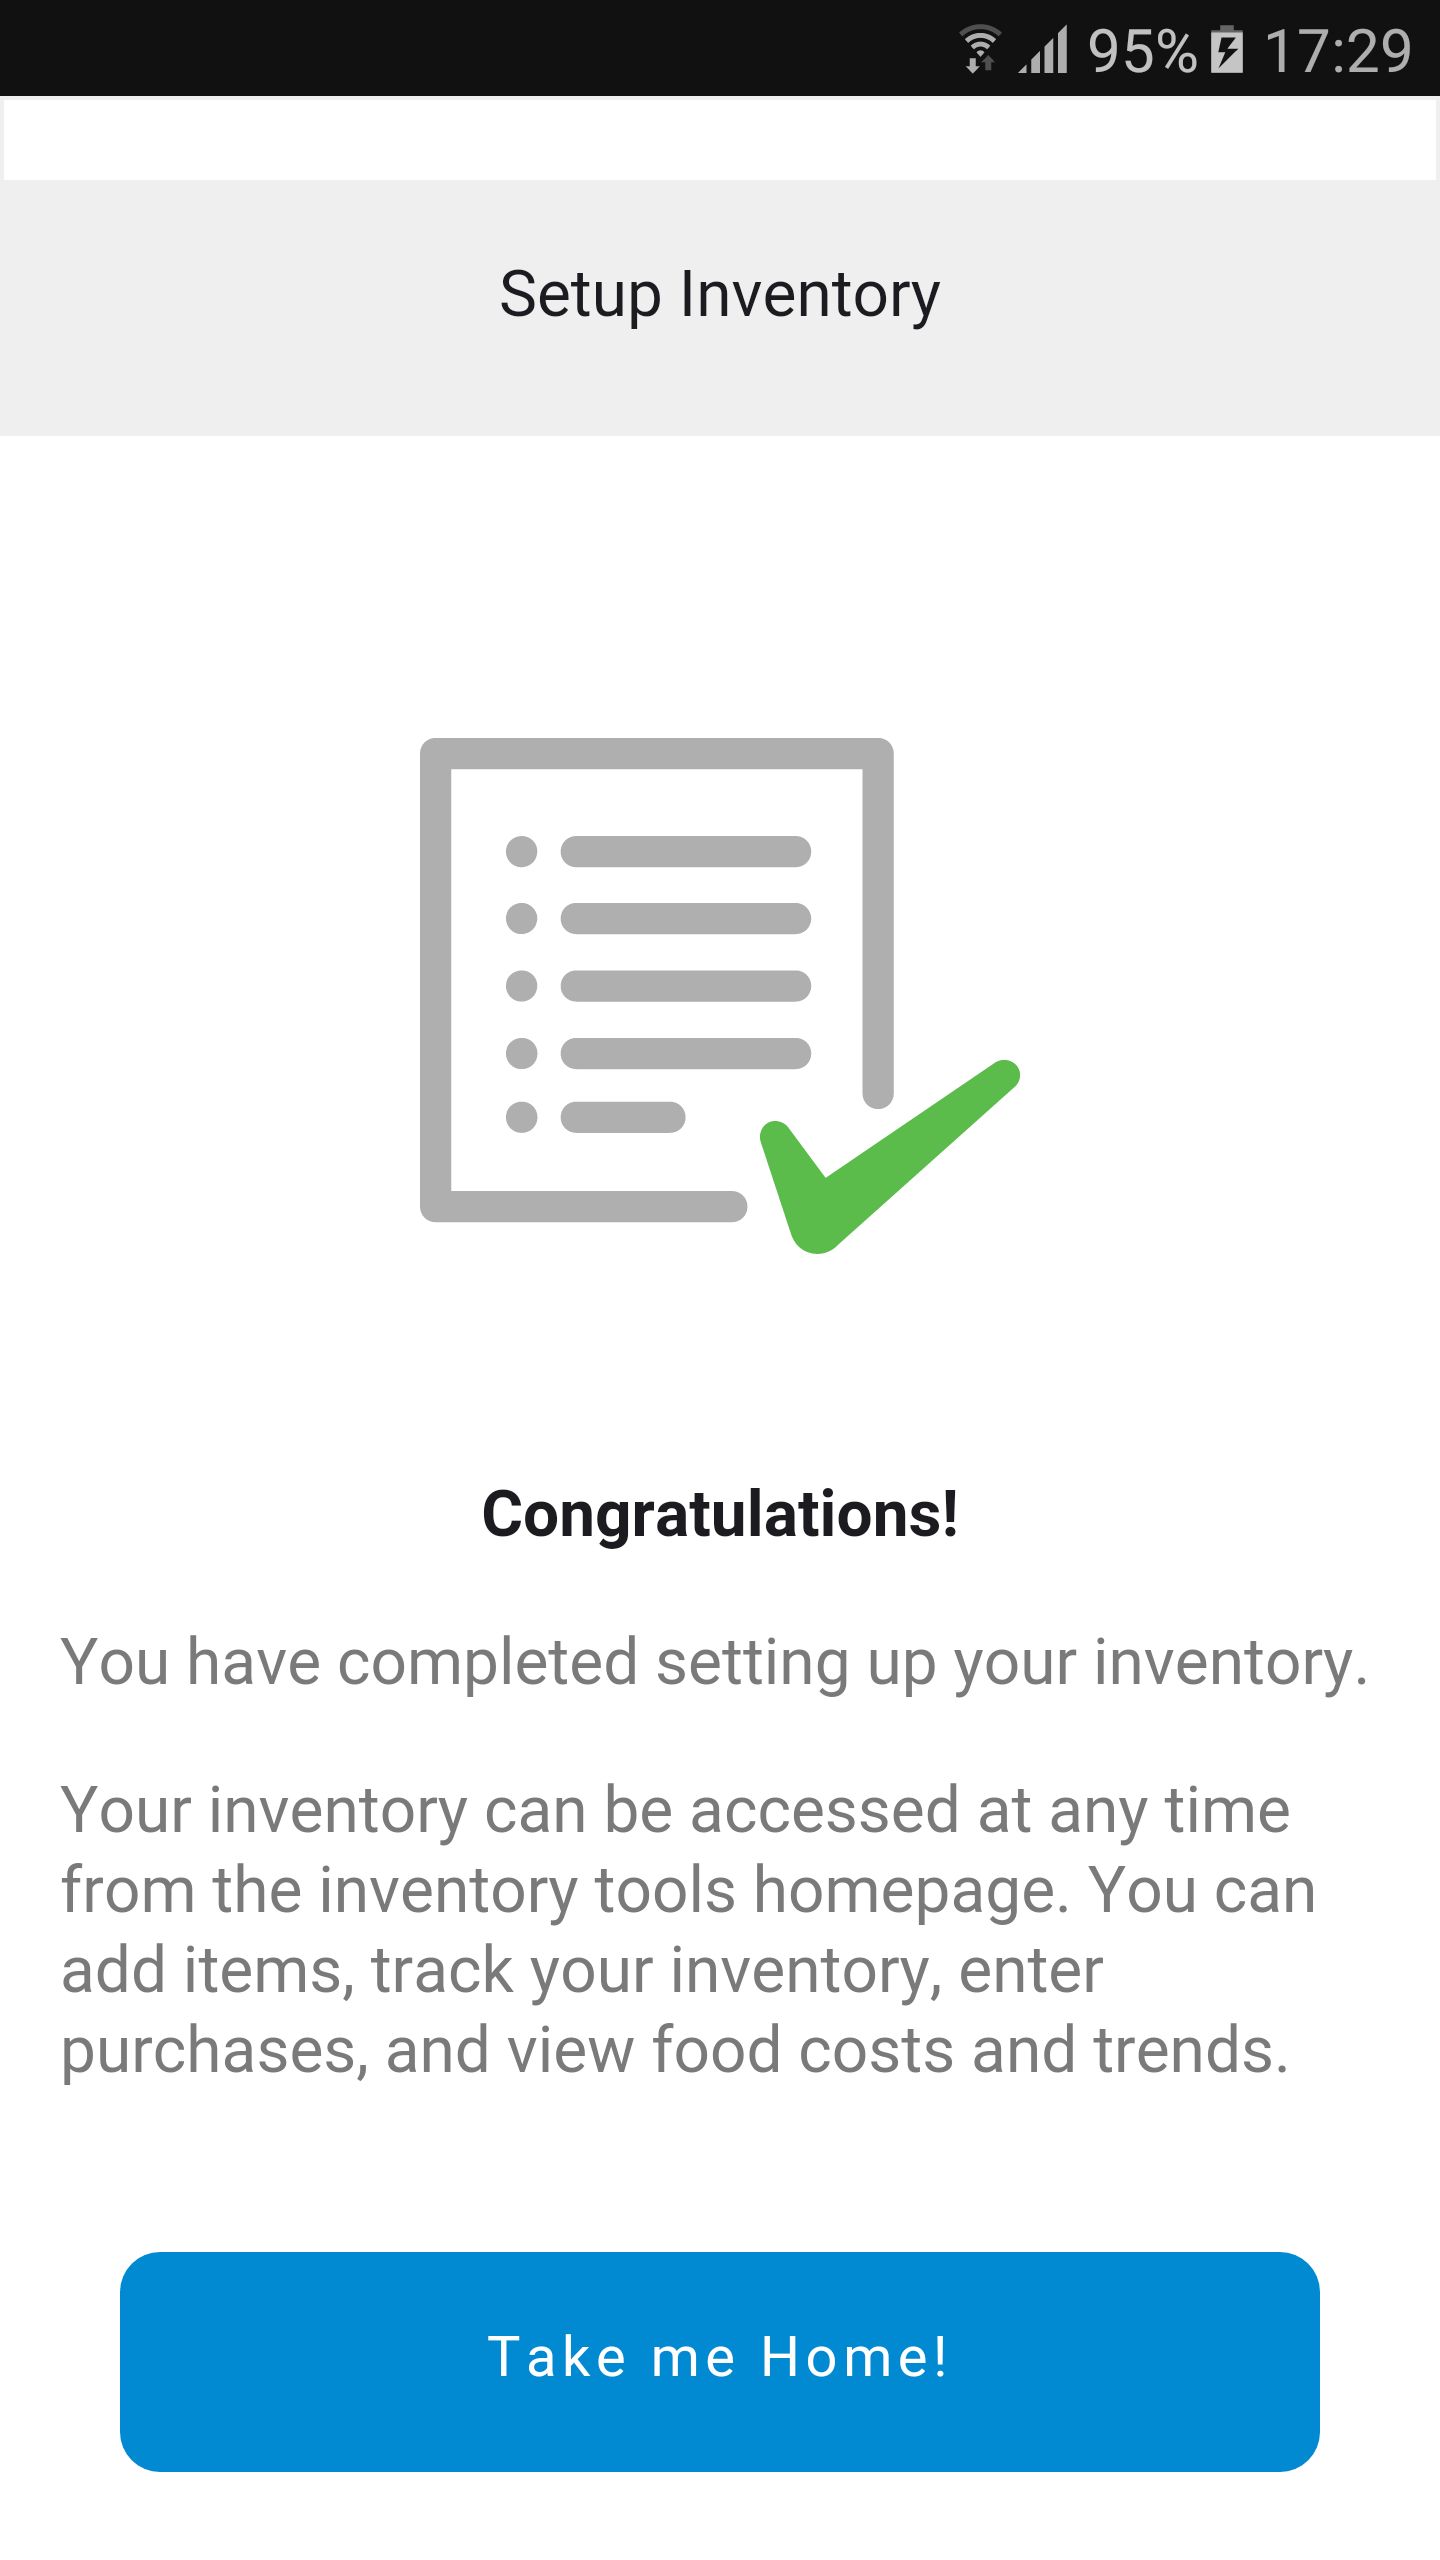 95% 17:29
Setup Inventory
Congratulations!
You have completed setting up your inventory.
Your inventory can be accessed at any time
from the inventory tools homepage. You can
add items, track your inventory, enter
purchases, and view food costs and trends.
Take me Home!